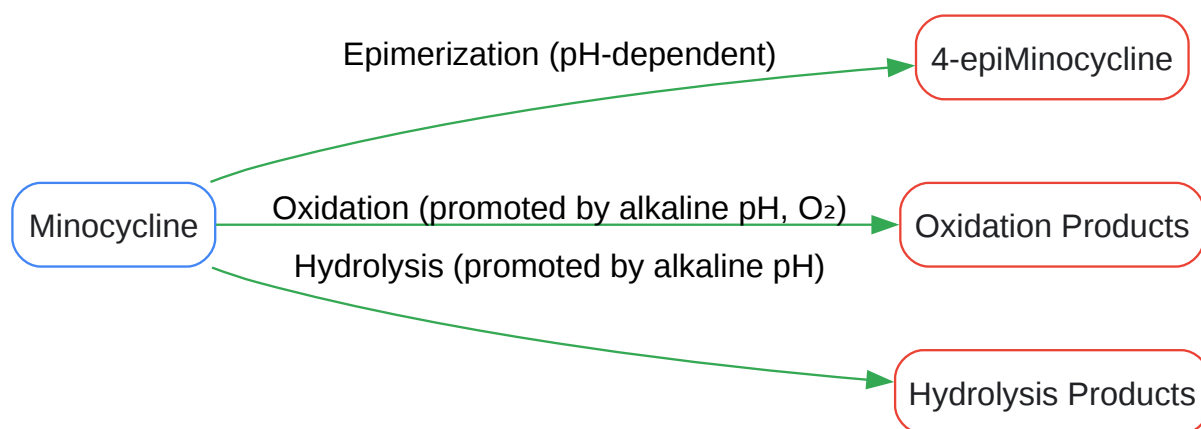 Epimerization (pH-dependent)
4-epiMinocycline
Minocycline
Oxidation (promoted by alkaline pH, O₂)
Oxidation Products
Hydrolysis (promoted by alkaline pH)
Hydrolysis Products